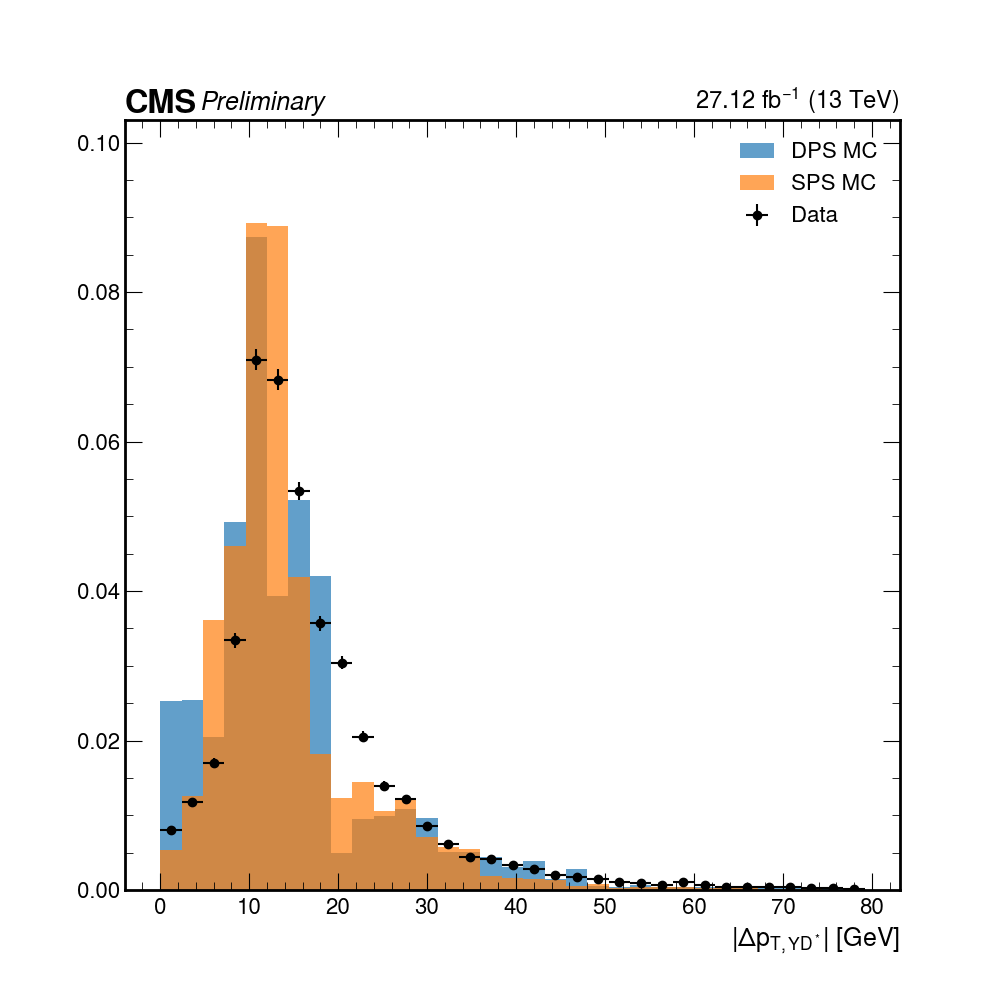 CMS Preliminary 27.12 fb⁻¹ (13 TeV)
DPS MC
SPS MC
Data
0.10
0.08
0.06
0.04
0.02
0.00
0 10 20 30 40 50 60 70 80
|Δp_{T, YD*}| [GeV]